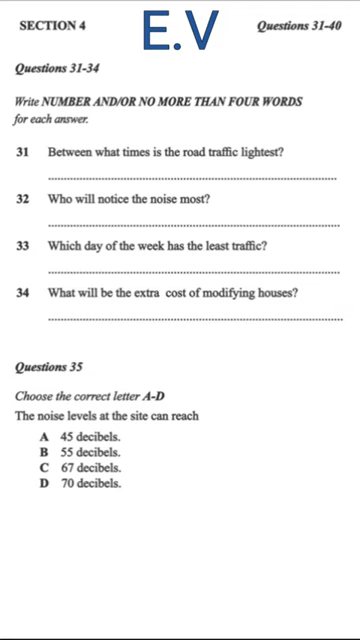 SECTION 4 E.V Questions 31-40
Questions 31-34
Write NUMBER AND/OR NO MORE THAN FOUR WORDS
for each answer.
31 Between what times is the road traffic lightest?
32 Who will notice the noise most?
33 Which day of the week has the least traffic?
34 What will be the extra cost of modifying houses?
Questions 35
Choose the correct letter A-D
The noise levels at the site can reach
A 45 decibels.
B 55 decibels.
C 67 decibels.
D 70 decibels.